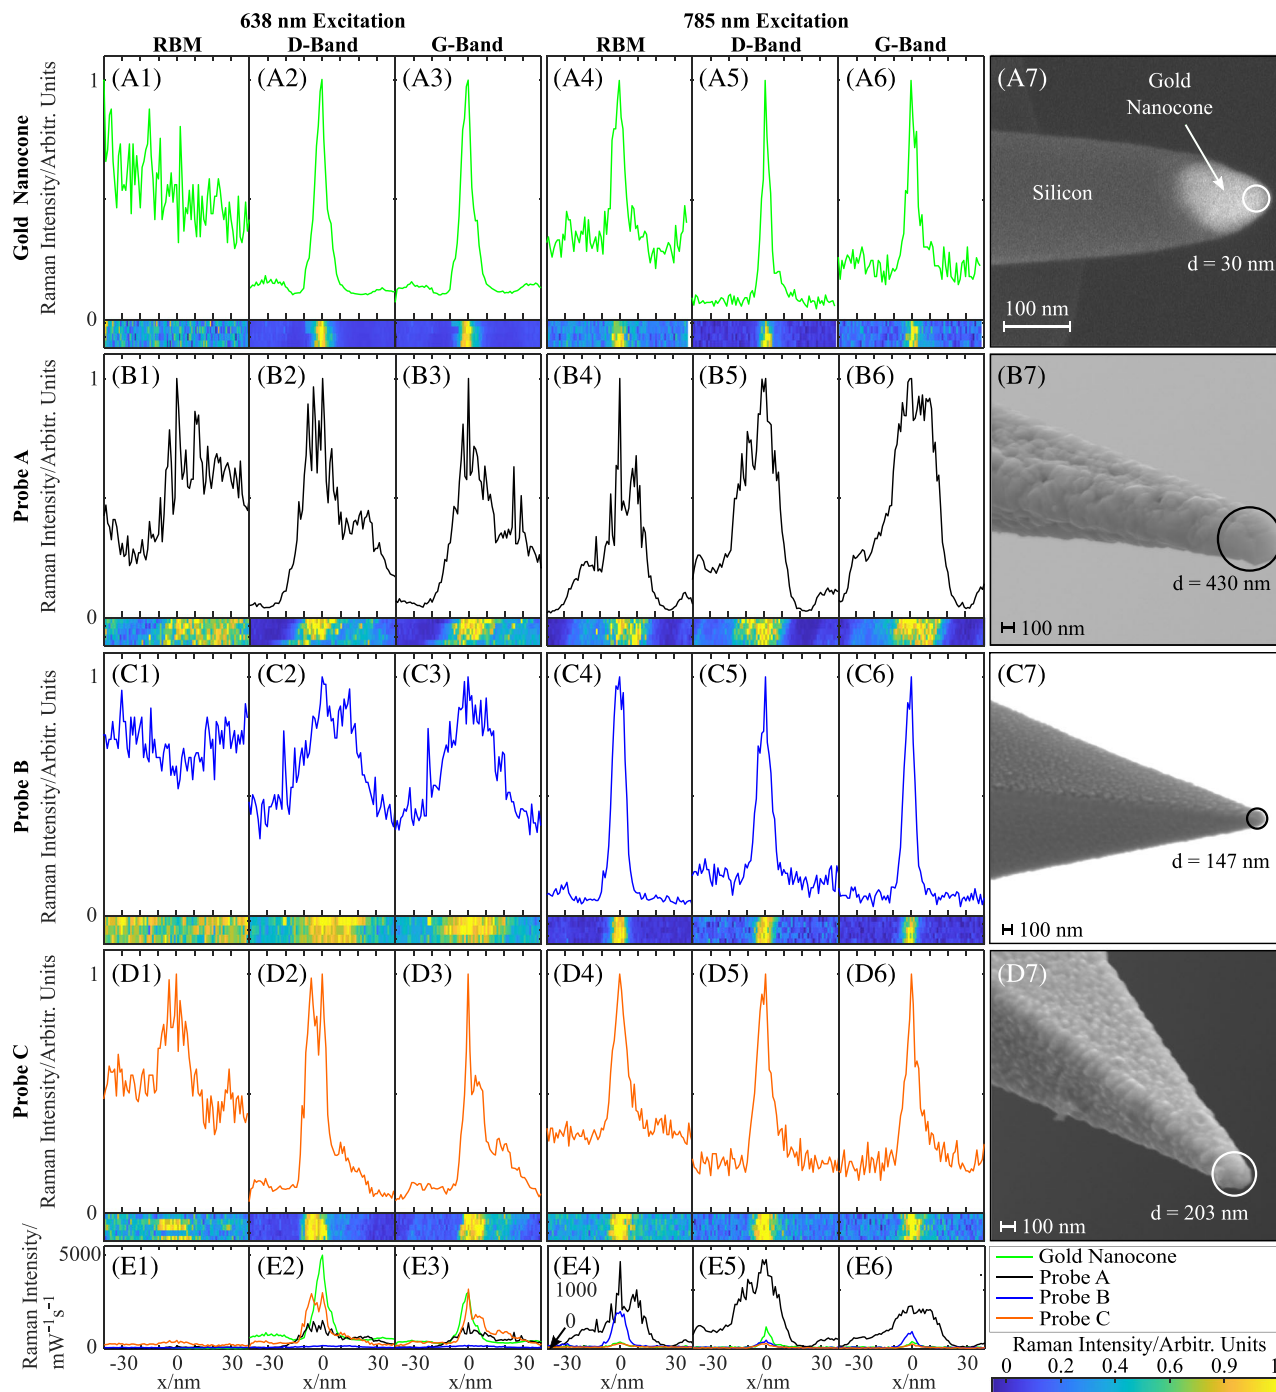 638 nm Excitation
785 nm Excitation
RBM D-Band G-Band RBM D-Band G-Band
Gold Nanocone
Raman Intensity/Arbitr. Units
1
0
(A1) (A2) (A3) (A4) (A5) (A6) (A7)
Gold
Nanocone
Silicon
d = 30 nm
100 nm
Probe A
Raman Intensity/Arbitr. Units
1
0
(B1) (B2) (B3) (B4) (B5) (B6) (B7)
d = 430 nm
100 nm
Probe B
Raman Intensity/Arbitr. Units
1
0
(C1) (C2) (C3) (C4) (C5) (C6) (C7)
d = 147 nm
100 nm
Probe C
Raman Intensity/Arbitr. Units
1
0
(D1) (D2) (D3) (D4) (D5) (D6) (D7)
d = 203 nm
100 nm
Raman Intensity/
mW⁻¹s⁻¹
5000
0
(E1) (E2) (E3) (E4) (E5) (E6)
1000
0
-30 0 30 -30 0 30 -30 0 30 -30 0 30 -30 0 30 -30 0 30
x/nm x/nm x/nm x/nm x/nm x/nm
Gold Nanocone
Probe A
Probe B
Probe C
Raman Intensity/Arbitr. Units
0 0.2 0.6 0.9 1